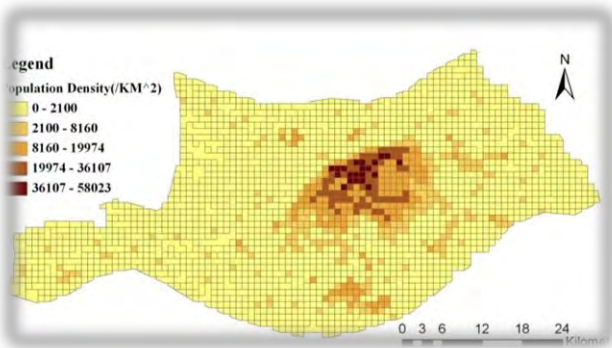 egend
opulation Density(/KM^2)
0 - 2100
2100 - 8160
8160 - 19974
19974 - 36107
36107 - 58023
N
0 3 6 12 18 24
Kilome